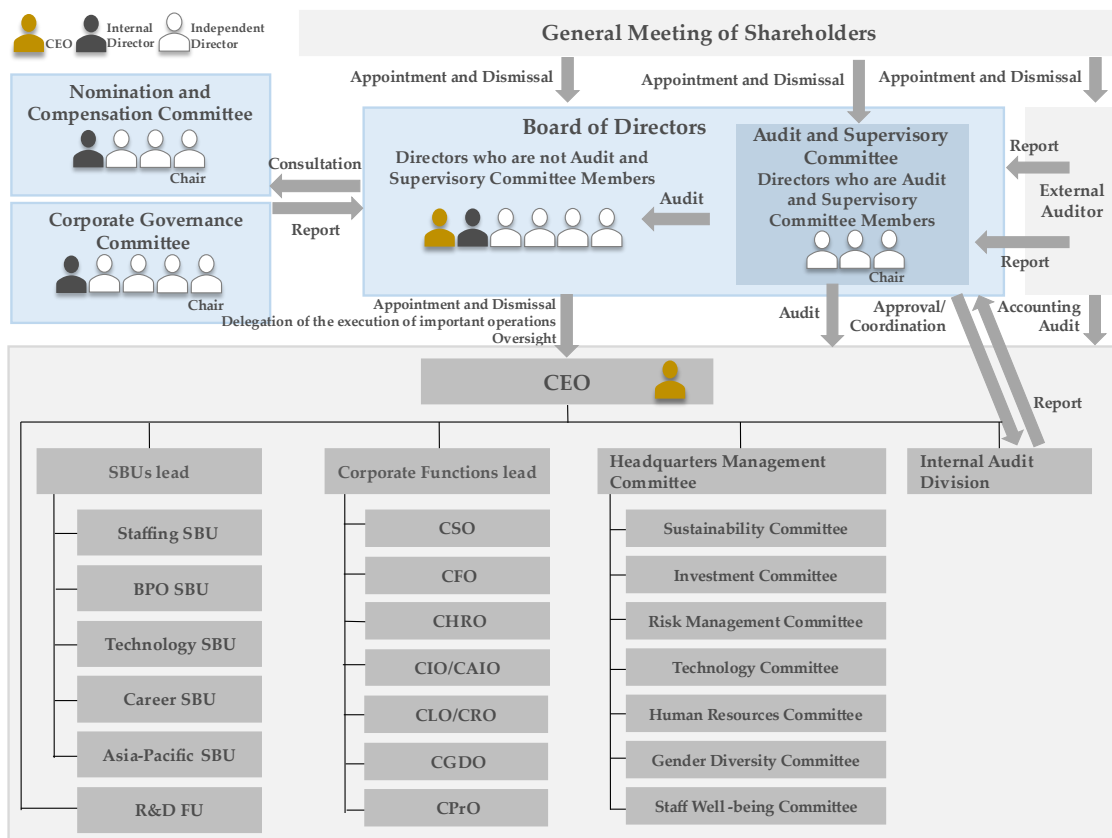 CEO
Internal
Director
Independent
Director
General Meeting of Shareholders
Appointment and Dismissal
Appointment and Dismissal
Appointment and Dismissal
Nomination and
Compensation Committee
Chair
Corporate Governance
Committee
Chair
Consultation
Report
Board of Directors
Directors who are not Audit and
Supervisory Committee Members
Audit
Audit and Supervisory
Committee
Directors who are Audit
and Supervisory
Committee Members
Chair
Report
External
Auditor
Report
Appointment and Dismissal
Delegation of the execution of important operations
Oversight
Audit
Approval/
Coordination
Accounting
Audit
Report
CEO
SBUs lead
Staffing SBU
BPO SBU
Technology SBU
Career SBU
Asia-Pacific SBU
R&D FU
Corporate Functions lead
CSO
CFO
CHRO
CIO/CAIO
CLO/CRO
CGDO
CPrO
Headquarters Management
Committee
Sustainability Committee
Investment Committee
Risk Management Committee
Technology Committee
Human Resources Committee
Gender Diversity Committee
Staff Well -being Committee
Internal Audit
Division